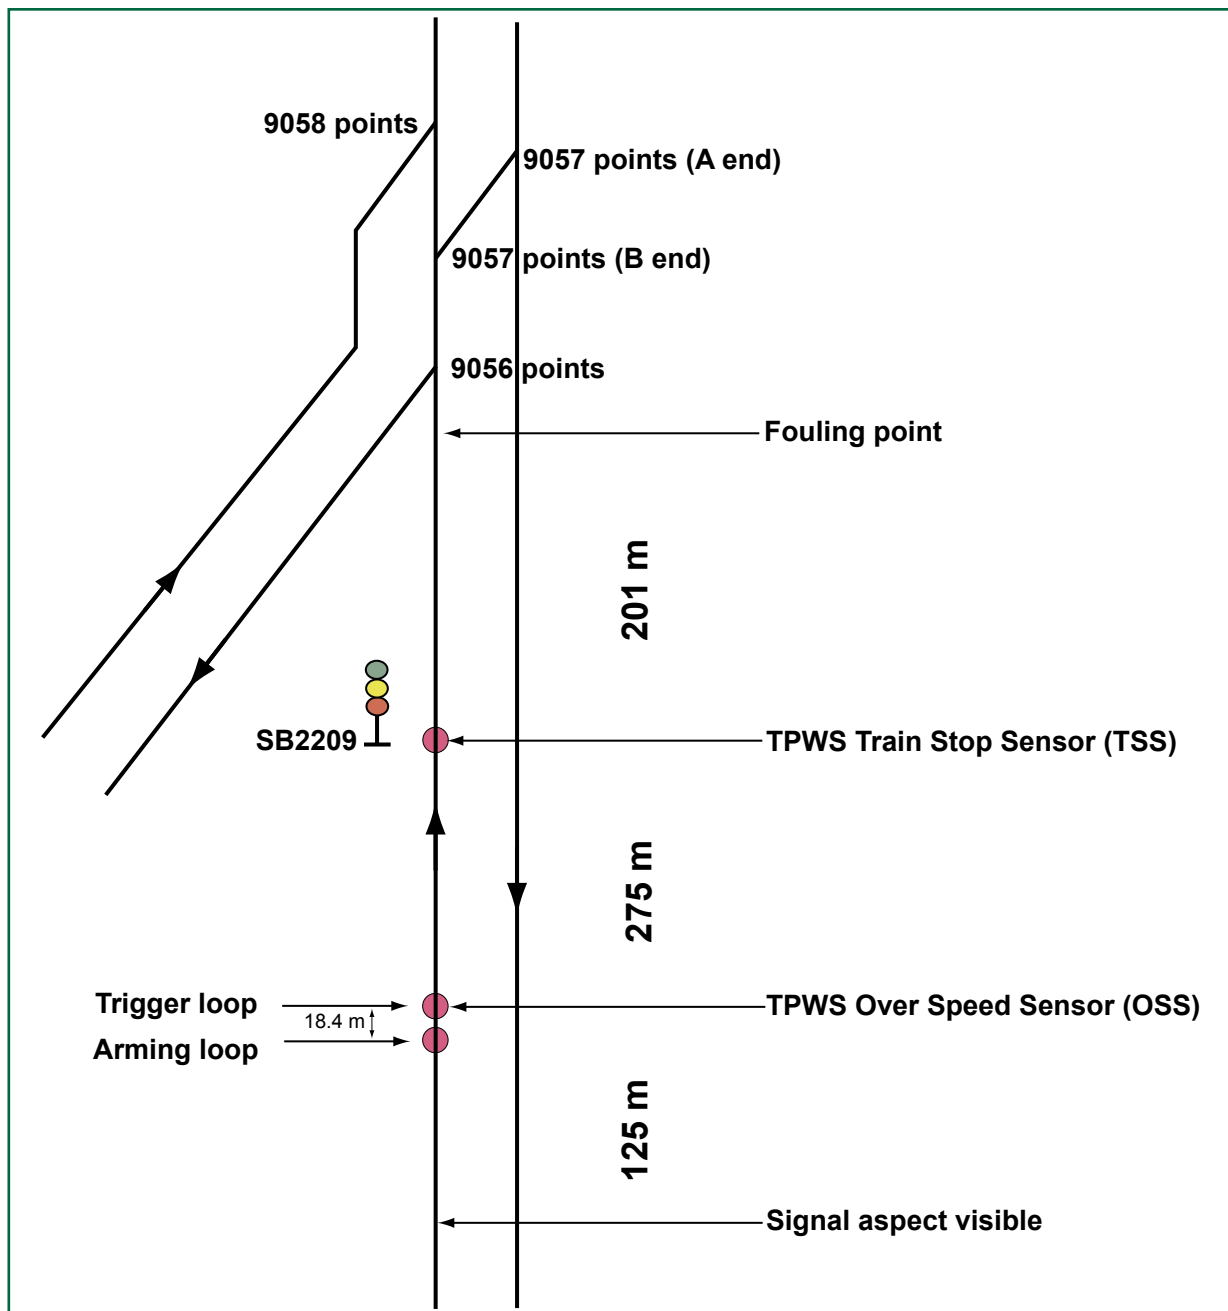 9058 points
9057 points (A end)
9057 points (B end)
9056 points
Fouling point
201 m
SB2209
TPWS Train Stop Sensor (TSS)
275 m
Trigger loop
TPWS Over Speed Sensor (OSS)
18.4 m
Arming loop
125 m
Signal aspect visible